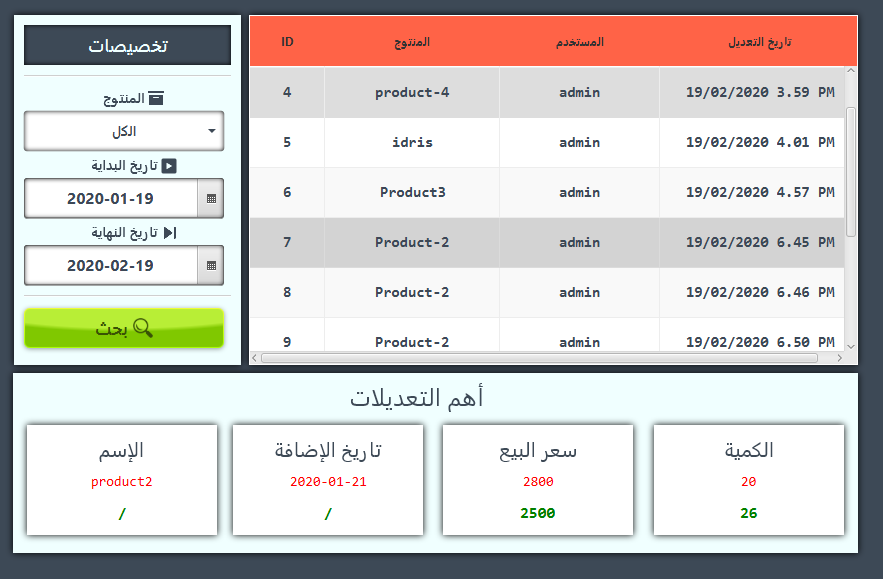 تخصيصات
المنتوج
الكل
تاريخ البداية
2020-01-19
تاريخ النهاية
2020-02-19
بحث
ID المنتوج المستخدم تاريخ التعديل
4 product-4 admin 19/02/2020 3.59 PM
5 idris admin 19/02/2020 4.01 PM
6 Product3 admin 19/02/2020 4.57 PM
7 Product-2 admin 19/02/2020 6.45 PM
8 Product-2 admin 19/02/2020 6.46 PM
9 Product-2 admin 19/02/2020 6.50 PM
أهم التعديلات
الإسم
product2
/
تاريخ الإضافة
2020-01-21
/
سعر البيع
2800
2500
الكمية
20
26